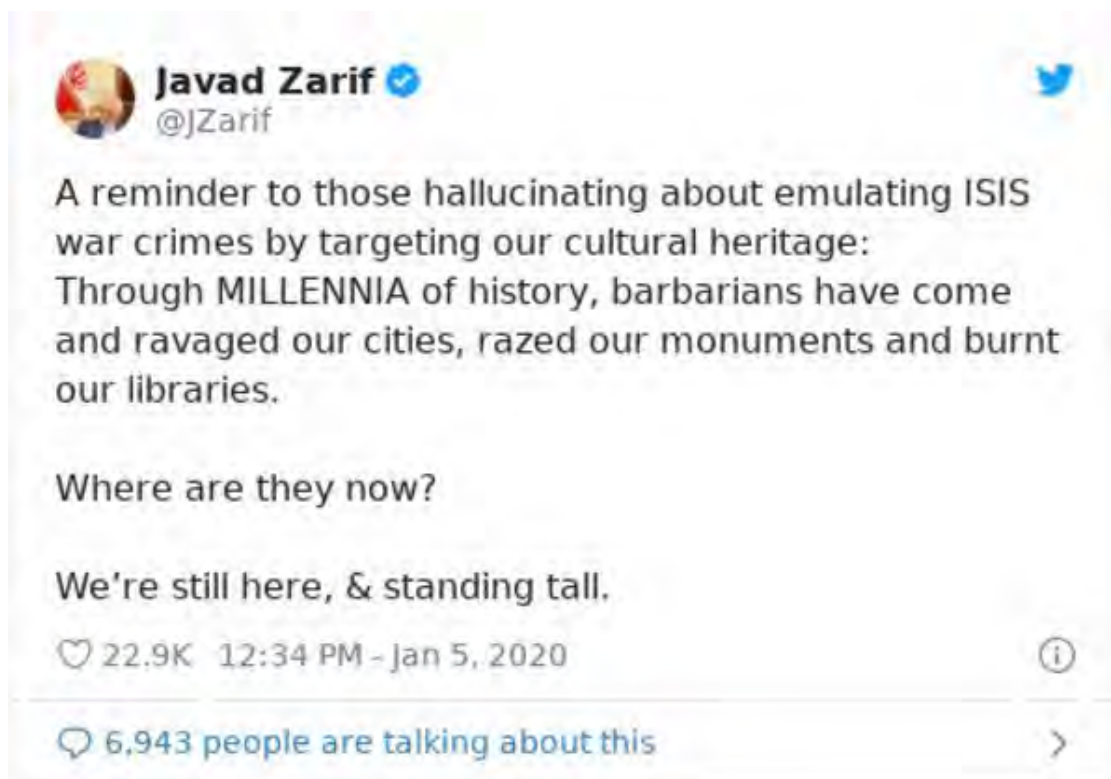 Javad Zarif
@JZarif
A reminder to those hallucinating about emulating ISIS
war crimes by targeting our cultural heritage:
Through MILLENNIA of history, barbarians have come
and ravaged our cities, razed our monuments and burnt
our libraries.
Where are they now?
We're still here, & standing tall.
22.9K 12:34 PM - Jan 5, 2020
6,943 people are talking about this